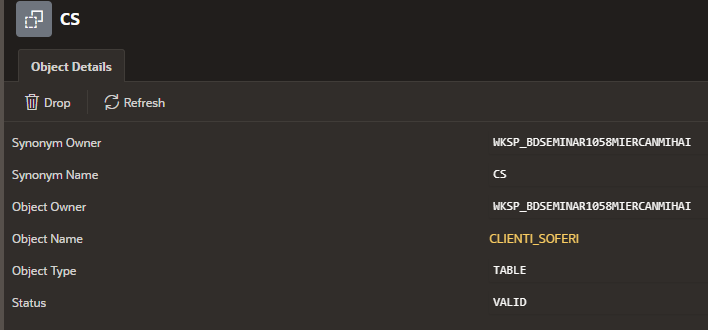 CS
Object Details
Drop Refresh
Synonym Owner WKSP_BDSEMINAR1058MIERCANMIHAI
Synonym Name CS
Object Owner WKSP_BDSEMINAR1058MIERCANMIHAI
Object Name CLIENTI_SOFERI
Object Type TABLE
Status VALID